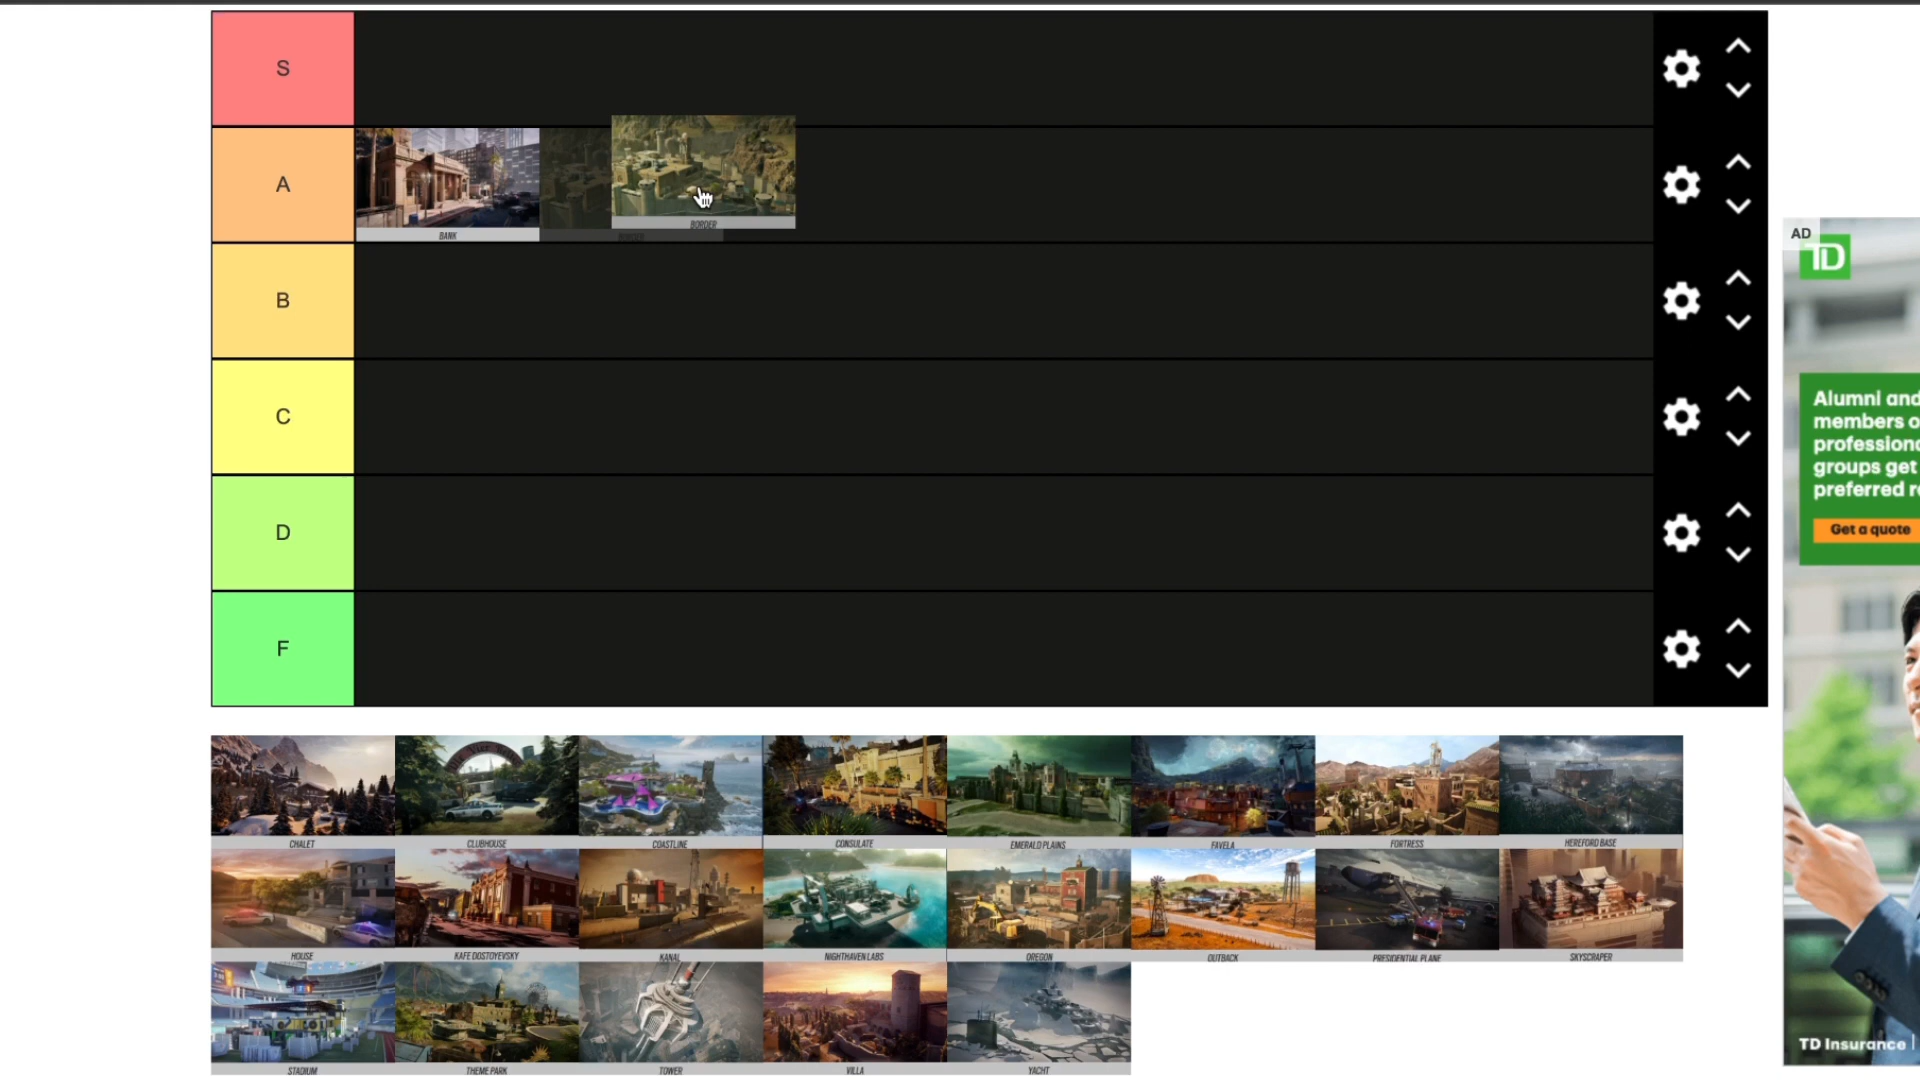 S
A
BANK
BORDER
BORDER
B
C
D
F
CHALET
CLUBHOUSE
COASTLINE
CONSULATE
EMERALD PLAINS
FAVELA
FORTRESS
HEREFORD BASE
HOUSE
KAFE DOSTOYEVSKY
KANAL
NIGHTHAVEN LABS
OREGON
OUTBACK
PRESIDENTIAL PLANE
SKYSCRAPER
STADIUM
THEME PARK
TOWER
VILLA
YACHT
AD
TD
Alumni and
members o
professiona
groups get
preferred r
Get a quote
TD Insurance